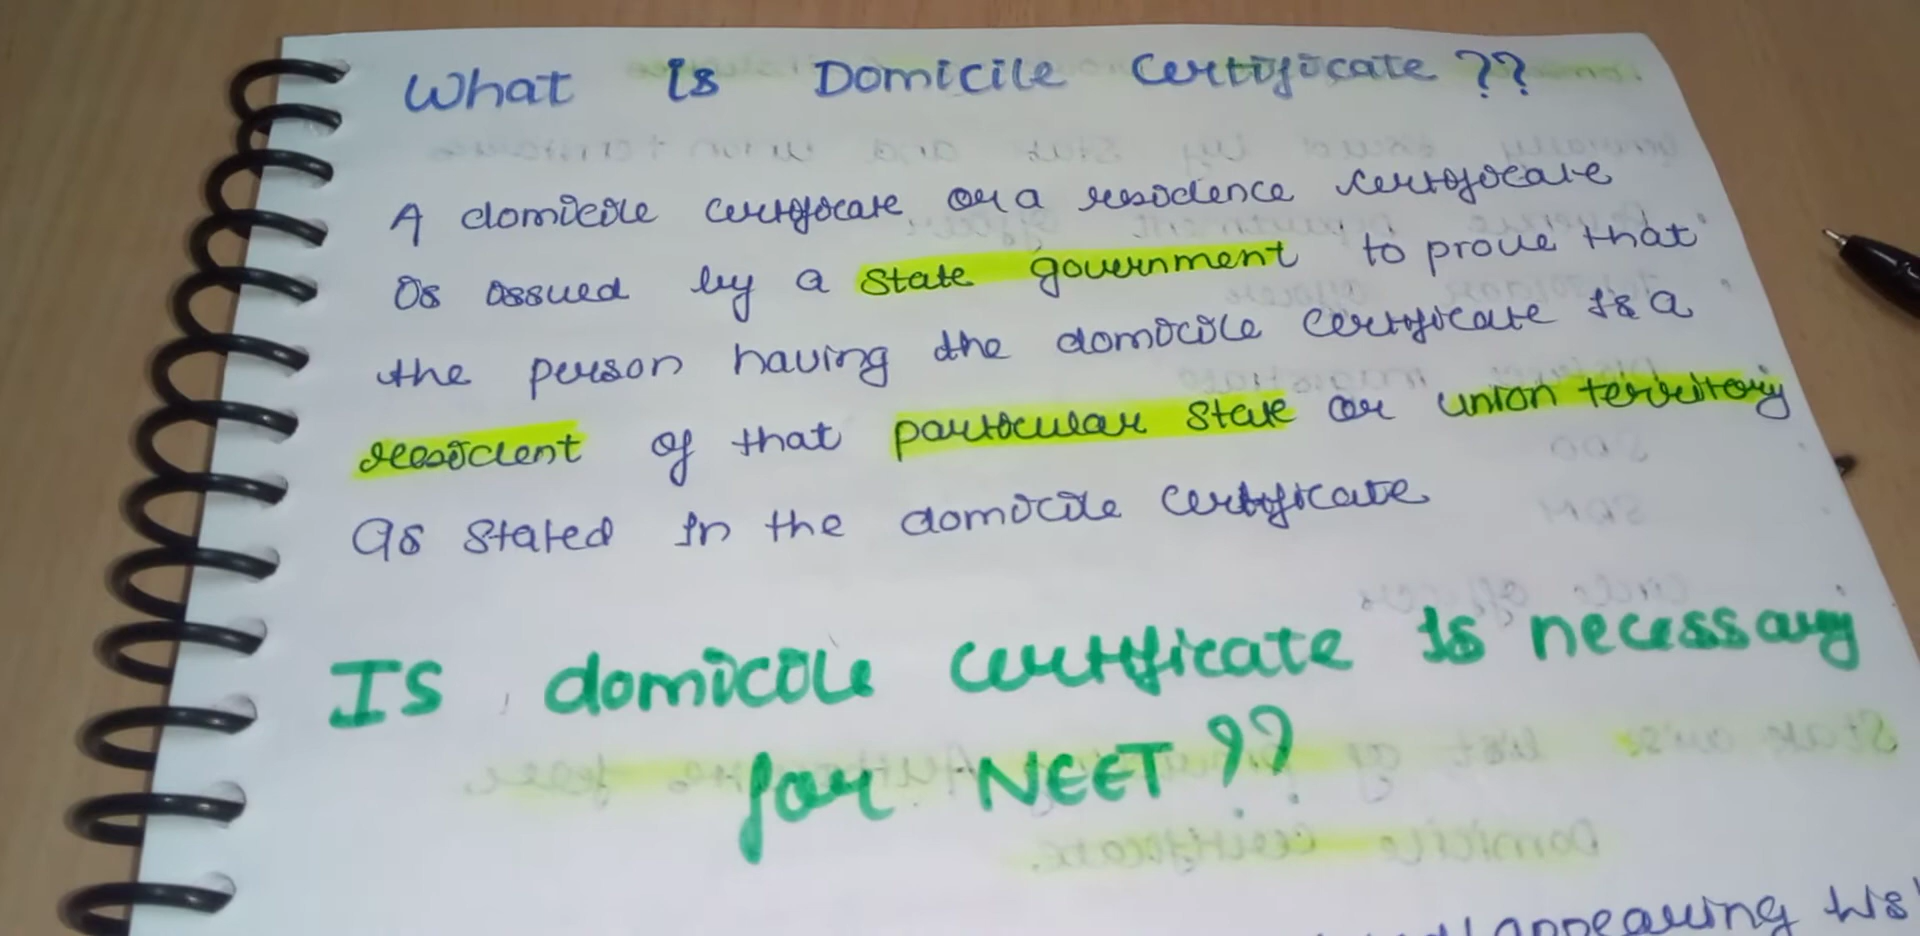 What Is Domicile Certificate ??
A domicile certificate or a residence certificate
is issued by a state government to prove that
the person having the domicile certificate is a
resident of that particular state or union territory
as stated in the domicile certificate
Is domicile certificate is necessary
for NEET ??
appearing